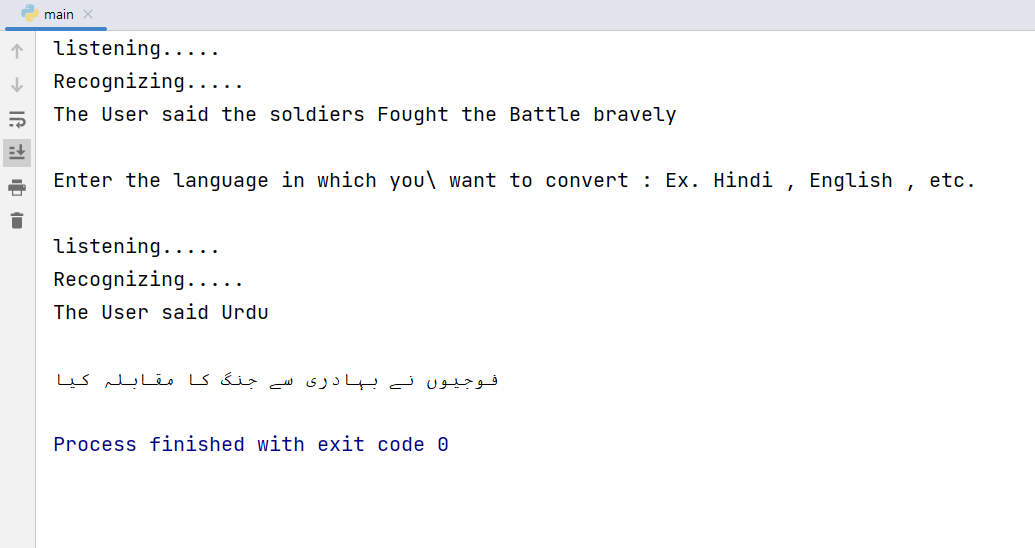 main
listening.....
Recognizing.....
The User said the soldiers Fought the Battle bravely
Enter the language in which you\ want to convert : Ex. Hindi , English , etc.
listening.....
Recognizing.....
The User said Urdu
فوجیوں نے بہادری سے جنگ کا مقابلہ کیا
Process finished with exit code 0